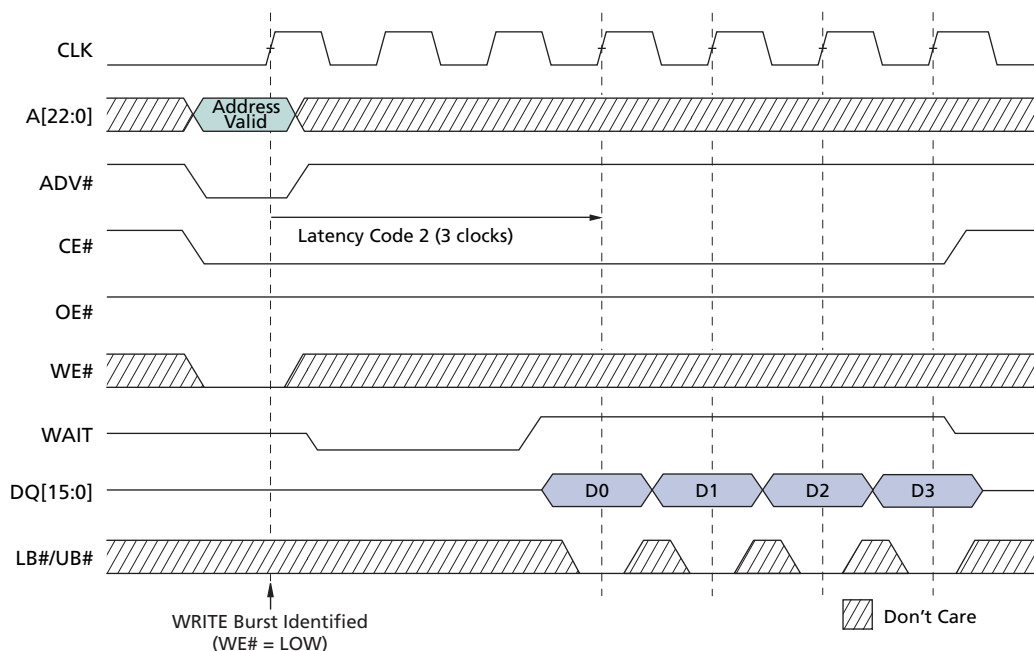 CLK
A[22:0]
Address
Valid
ADV#
Latency Code 2 (3 clocks)
CE#
OE#
WE#
WAIT
DQ[15:0]
D0 D1 D2 D3
LB#/UB#
WRITE Burst Identified
(WE# = LOW)
Don't Care